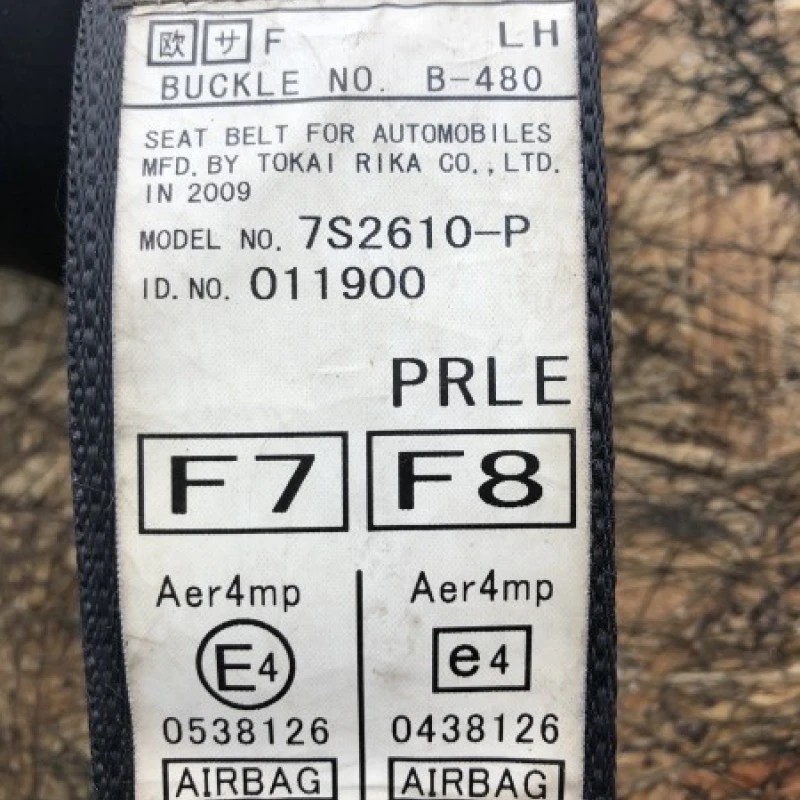 欧 サ F LH
BUCKLE NO. B-480
SEAT BELT FOR AUTOMOBILES
MFD. BY TOKAI RIKA CO., LTD.
IN 2009
MODEL NO. 7S2610-P
ID. NO. 011900
PRLE
F7 F8
Aer4mp Aer4mp
E4 e4
0538126 0438126
AIRBAG AIRBAG